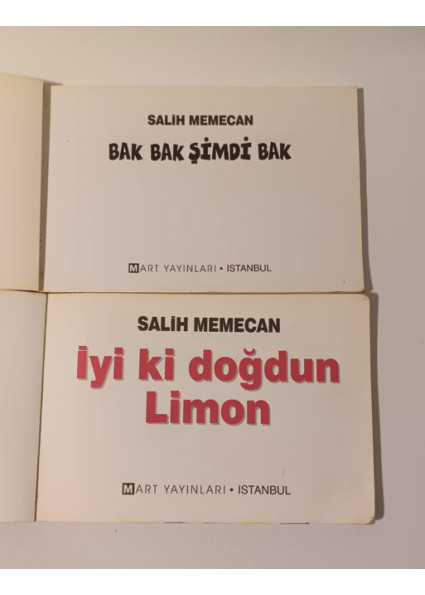 SALİH MEMECAN
BAK BAK ŞİMDİ BAK
MART YAYINLARI • İSTANBUL
SALİH MEMECAN
İyi ki doğdun
Limon
MART YAYINLARI • İSTANBUL